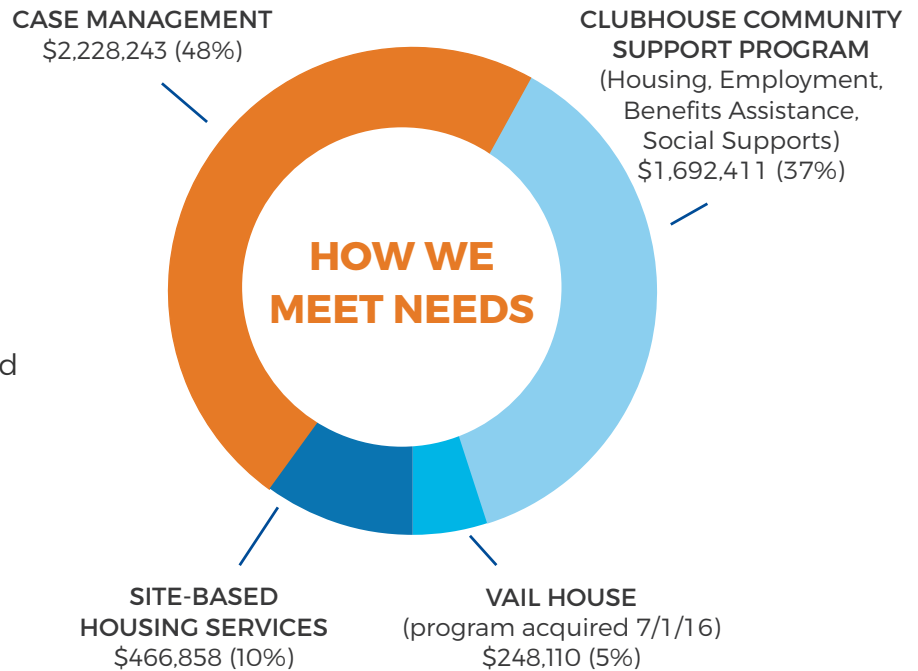 CASE MANAGEMENT
$2,228,243 (48%)
CLUBHOUSE COMMUNITY
SUPPORT PROGRAM
(Housing, Employment,
Benefits Assistance,
Social Supports)
$1,692,411 (37%)
HOW WE
MEET NEEDS
d
SITE-BASED
HOUSING SERVICES
$466,858 (10%)
VAIL HOUSE
(program acquired 7/1/16)
$248,110 (5%)